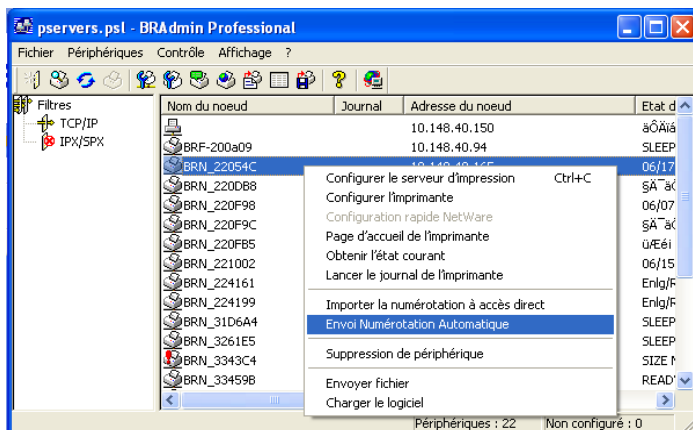 pservers.psl - BRAdmin Professional
Fichier Périphériques Contrôle Affichage ?
Filtres
TCP/IP
IPX/SPX
Nom du noeud Journal Adresse du noeud Etat d
10.148.40.150 äÔÄïá
BRF-200a09 10.148.40.94 SLEEP
BRN_22054C 06/17
BRN_220DB8
BRN_220F98 06/07
BRN_220F9C
BRN_220FB5
BRN_221002 06/15
BRN_224161 Enlg/R
BRN_224199 Enlg/R
BRN_31D6A4 SLEEP
BRN_3261E5 SLEEP
BRN_3343C4 SIZE
BRN_33459B READ'
Configurer le serveur d'impression Ctrl+C
Configurer l'imprimante
Configuration rapide NetWare
Page d'accueil de l'imprimante
Obtenir l'état courant
Lancer le journal de l'imprimante
Importer la numérotation à accès direct
Envoi Numérotation Automatique
Suppression de périphérique
Envoyer fichier
Charger le logiciel
Périphériques : 22 Non configuré : 0